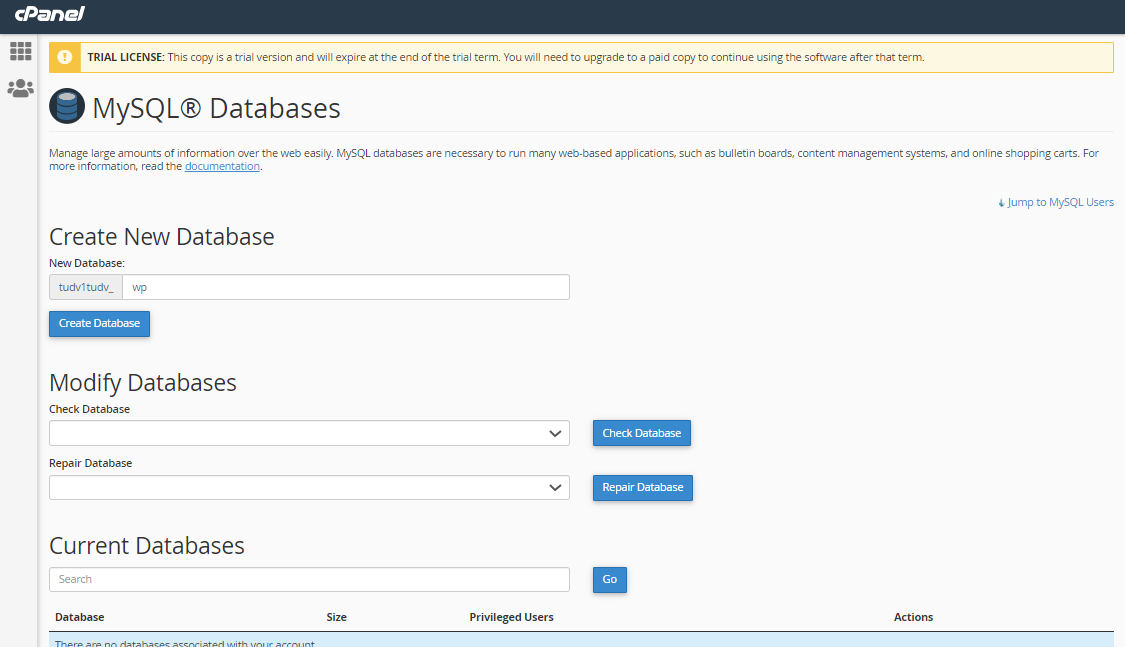 cPanel
TRIAL LICENSE: This copy is a trial version and will expire at the end of the trial term. You will need to upgrade to a paid copy to continue using the software after that term.
MySQL® Databases
Manage large amounts of information over the web easily. MySQL databases are necessary to run many web-based applications, such as bulletin boards, content management systems, and online shopping carts. For
more information, read the documentation.
Jump to MySQL Users
Create New Database
New Database:
tudv1tudv_ wp
Create Database
Modify Databases
Check Database
Check Database
Repair Database
Repair Database
Current Databases
Search Go
Database Size Privileged Users Actions
There are no databases associated with your account.